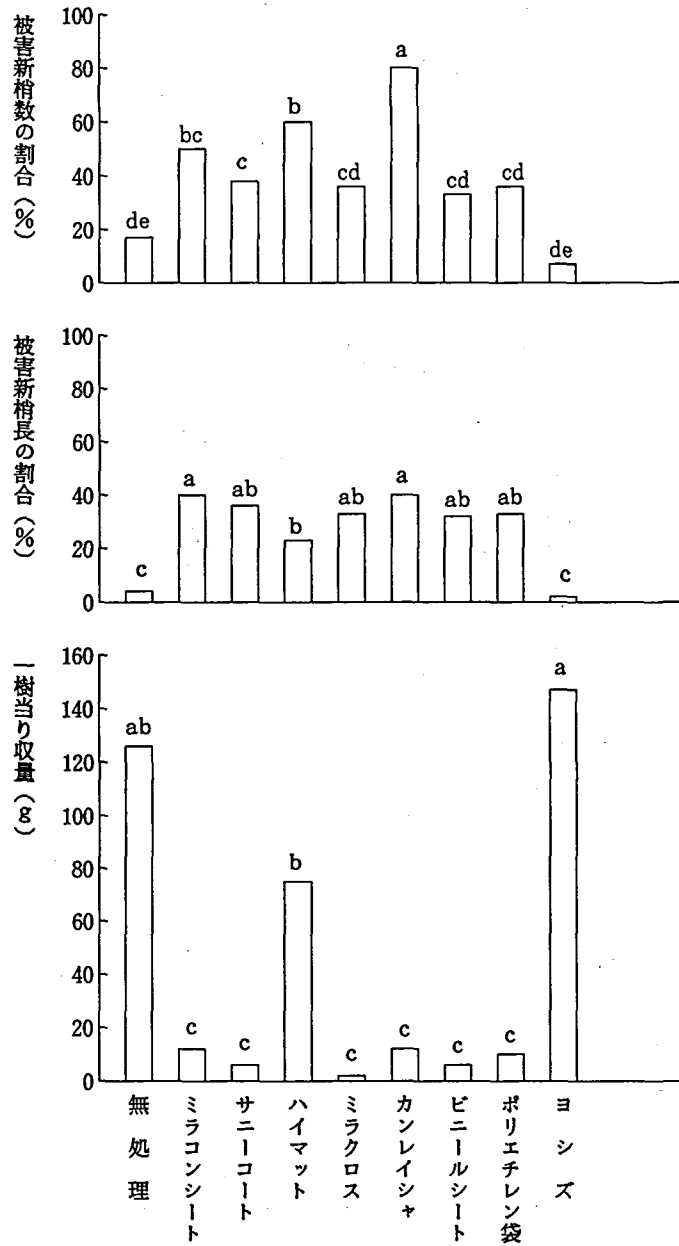 被害新梢数の割合(%)
100
80
60
40
20
0
de
bc
c
b
cd
a
cd
cd
de
被害新梢長の割合(%)
100
80
60
40
20
0
c
a
ab
b
ab
a
ab
ab
c
一樹当り収量(g)
160
140
120
100
80
60
40
20
0
ab
c
c
b
c
c
c
c
a
無処理
ミラコンシート
サニーコート
ハイマット
ミラクロス
カンレイシャ
ビニールシート
ポリエチレン袋
ヨシズ